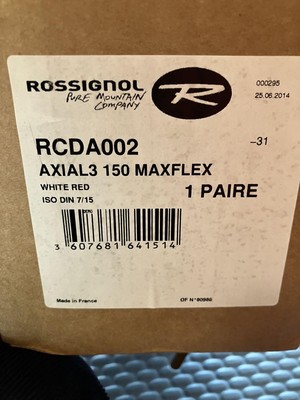 ROSSIGNOL
PURE MOUNTAIN
COMPANY
R
000295
25.06.2014
RCDA002
-31
AXIAL3 150 MAXFLEX
WHITE RED
1 PAIRE
ISO DIN 7/15
3 607681 641514
Made in France